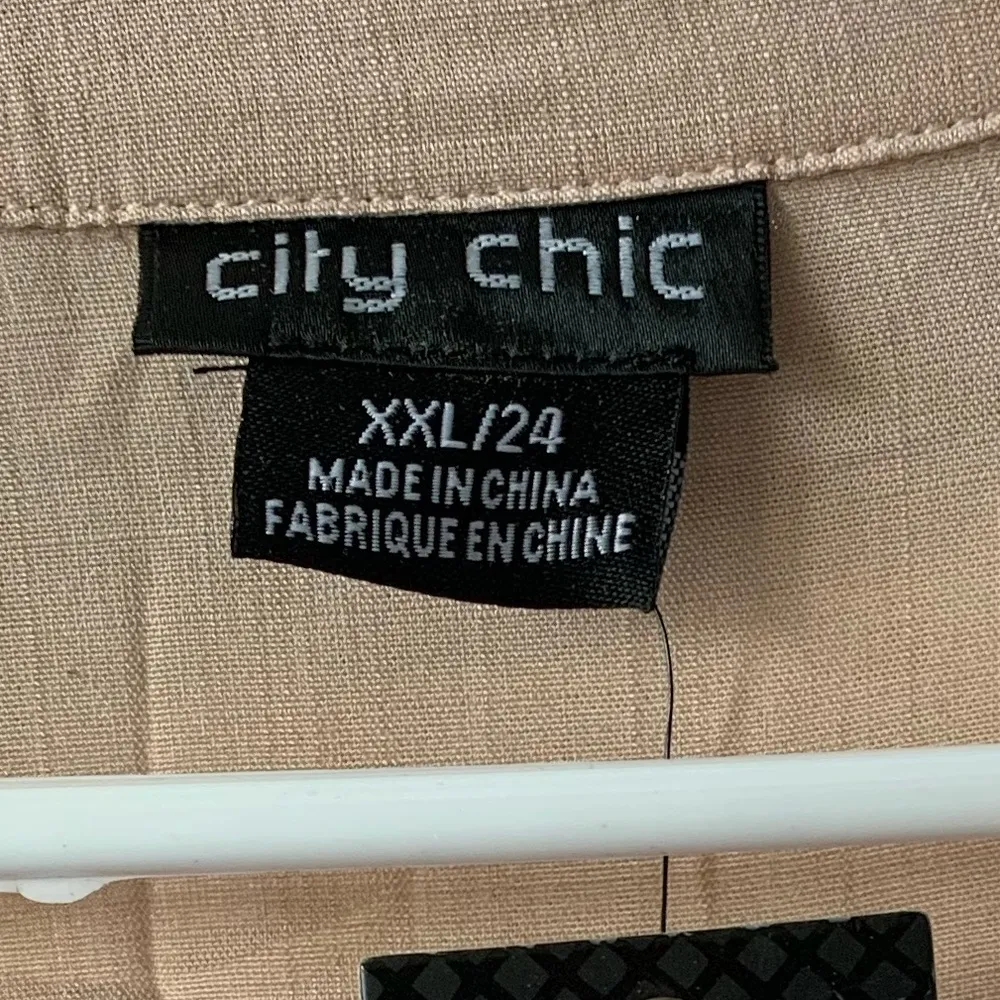 city chic
XXL/24
MADE IN CHINA
FABRIQUE EN CHINE